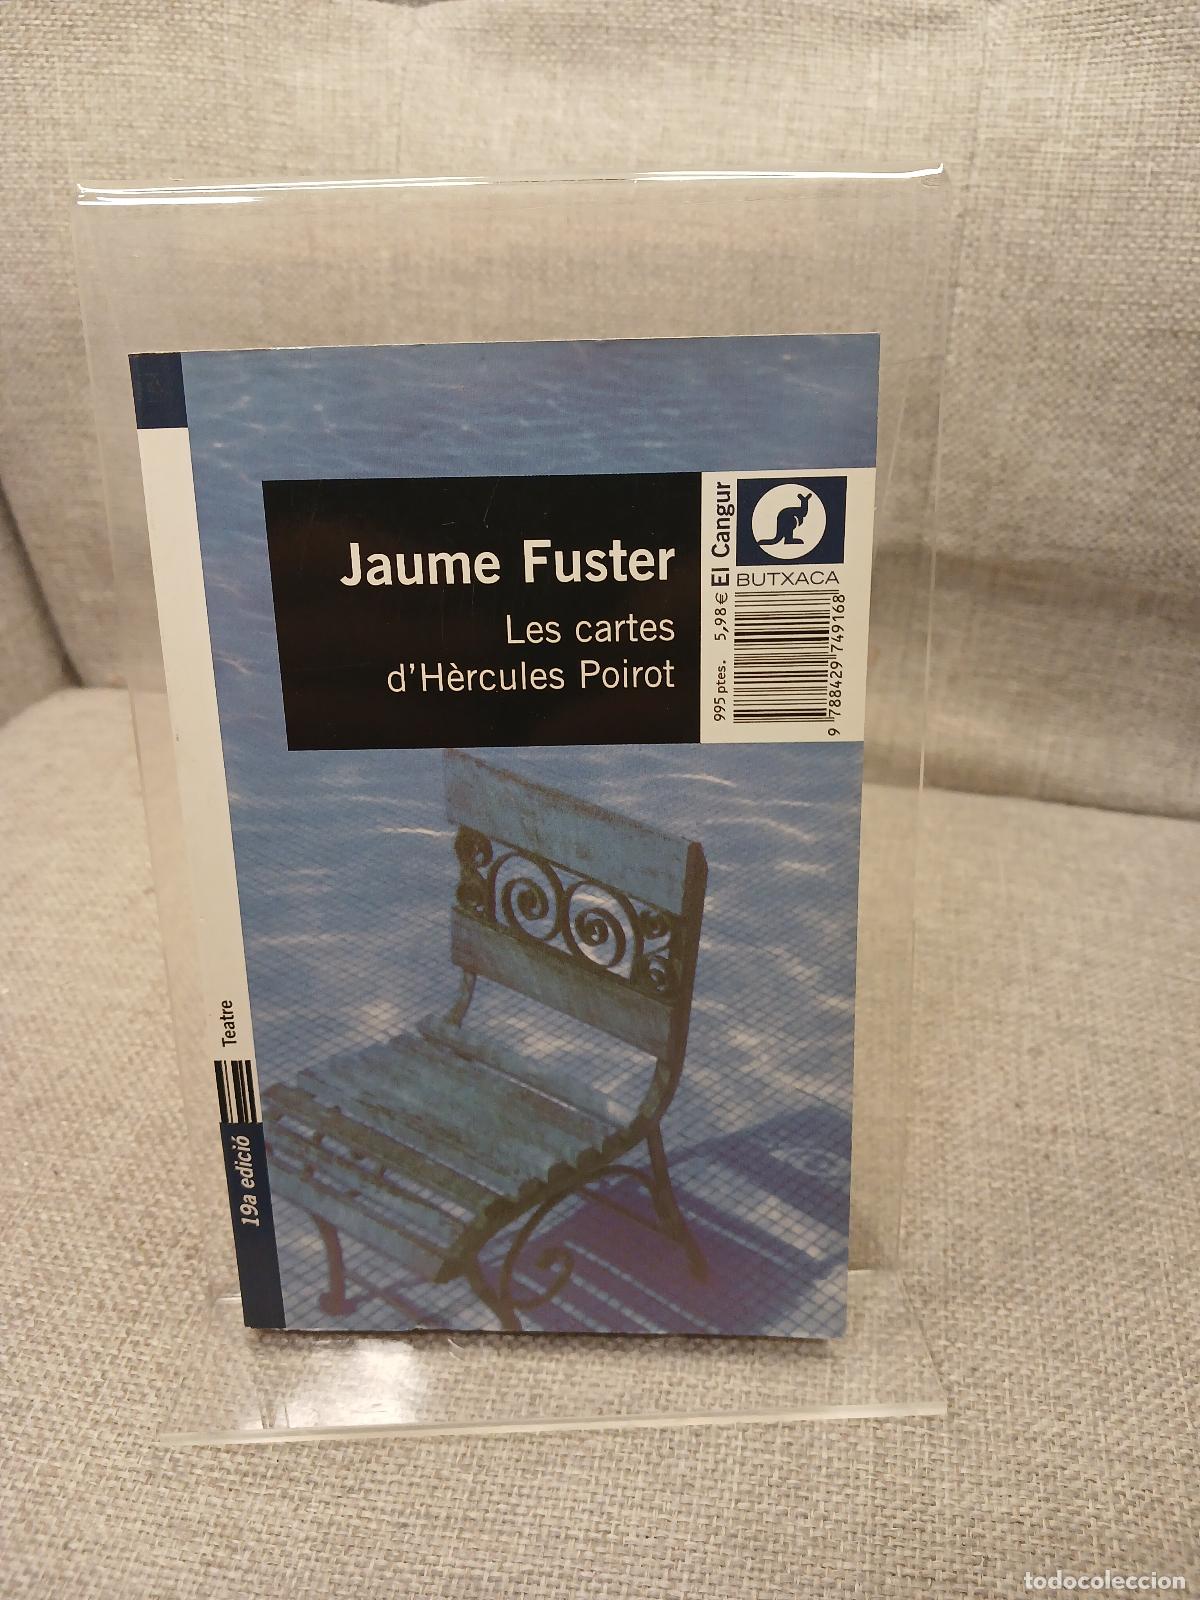 Jaume Fuster
Les cartes
d'Hèrcules Poirot
El Cangur
BUTXACA
995 ptes. 5,98 €
9 788429 749168
Teatre
19a edició
todocoleccion